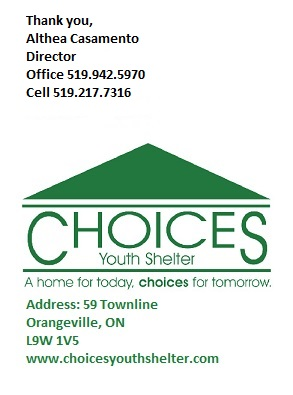 Thank you,
Althea Casamento
Director
Office 519.942.5970
Cell 519.217.7316
CHOICES
Youth Shelter
A home for today, choices for tomorrow.
Address: 59 Townline
Orangeville, ON
L9W 1V5
www.choicesyouthshelter.com